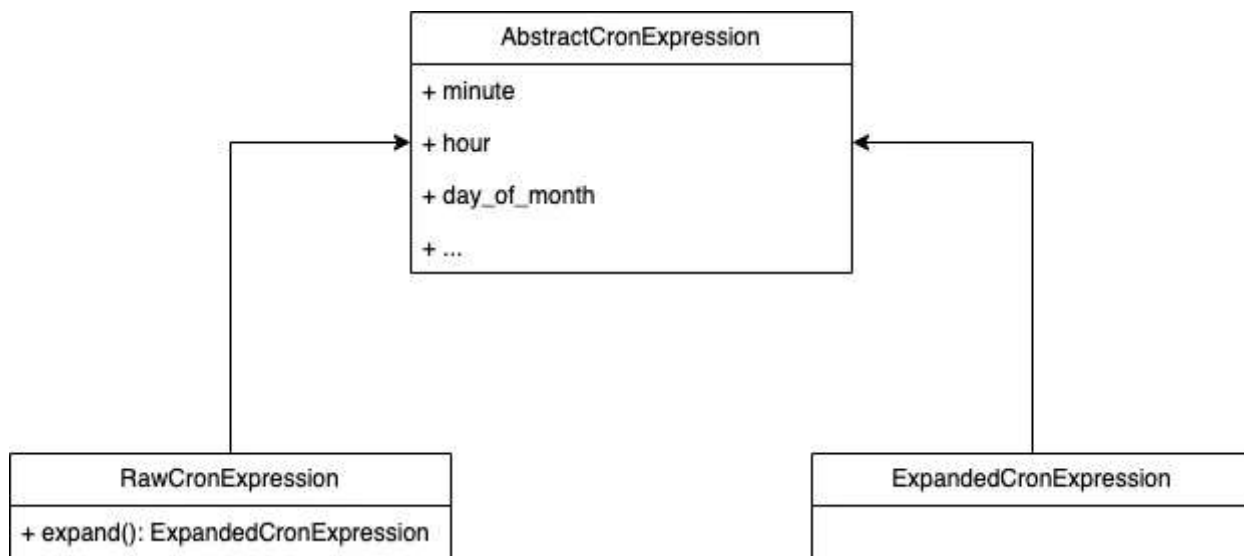 AbstractCronExpression
+ minute
+ hour
+ day_of_month
+ ...
RawCronExpression
+ expand(): ExpandedCronExpression
ExpandedCronExpression